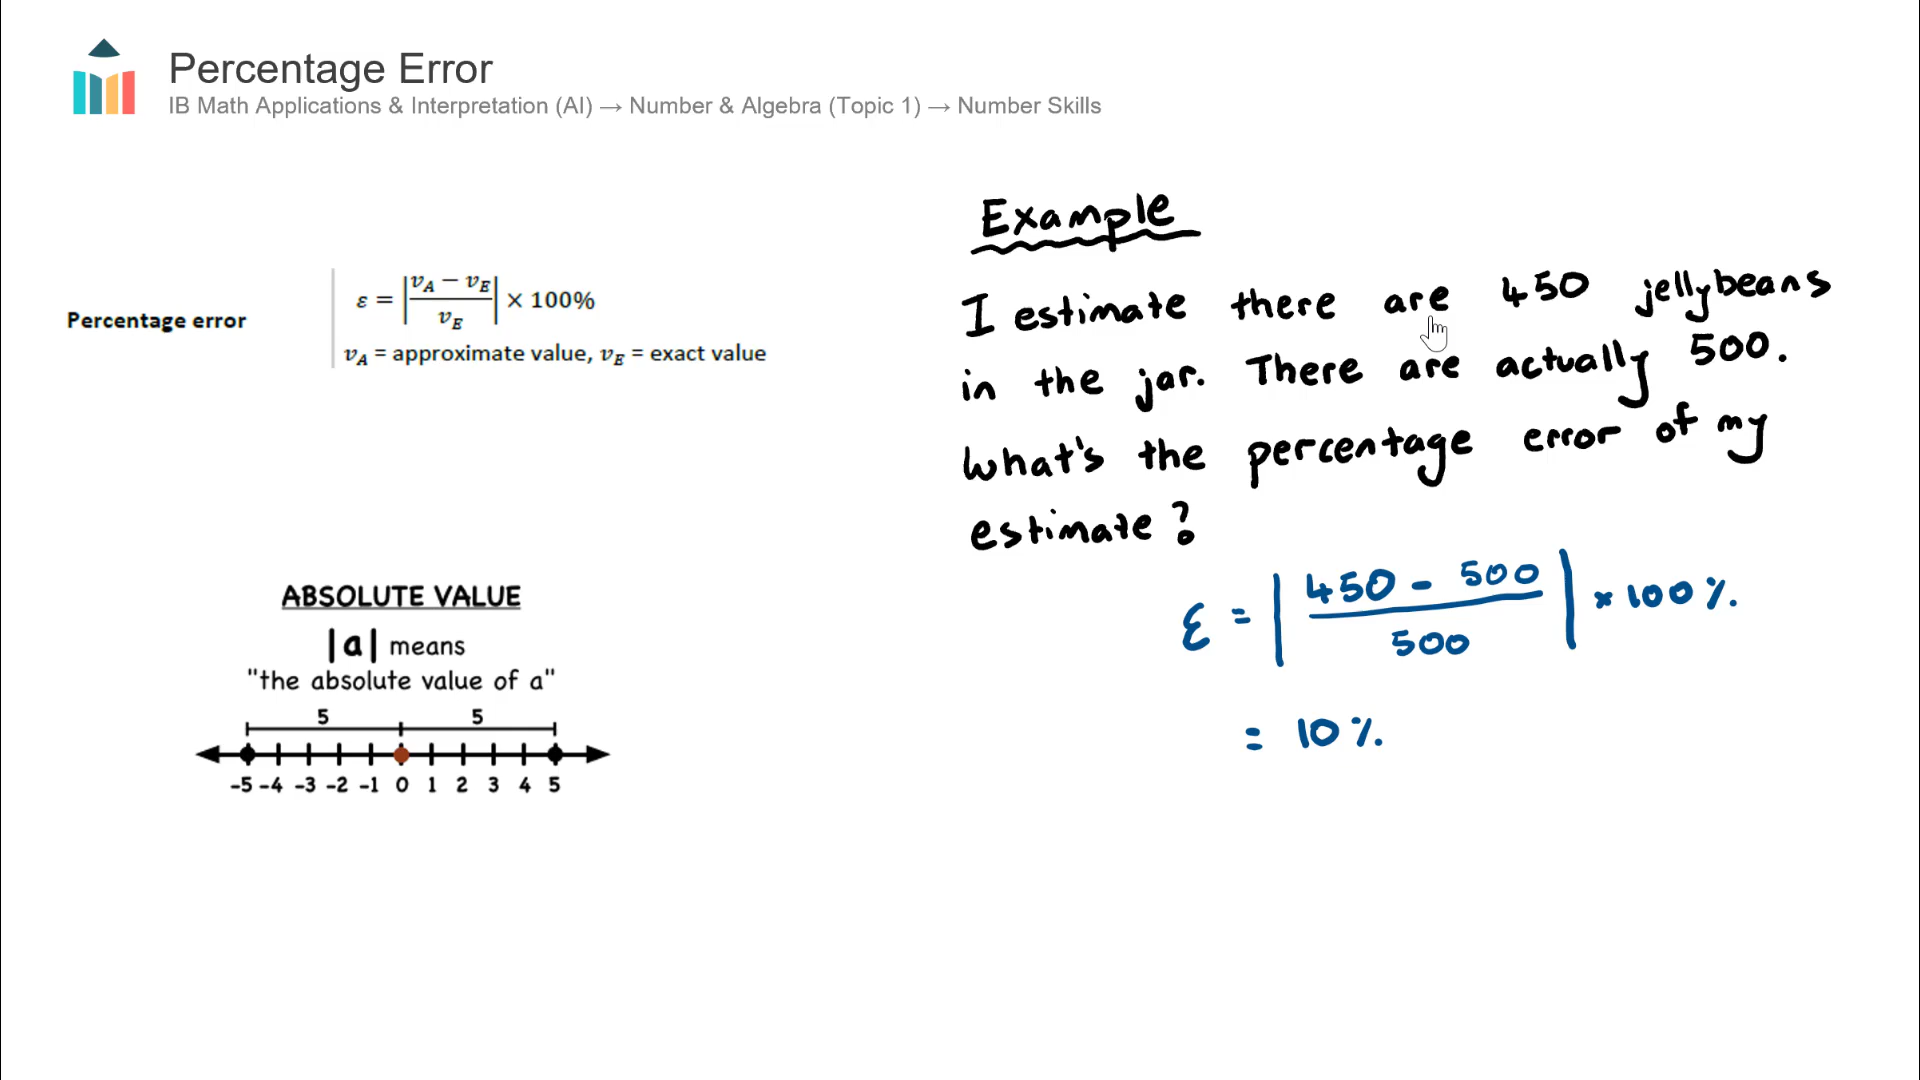 Percentage Error
IB Math Applications & Interpretation (AI) → Number & Algebra (Topic 1) → Number Skills
Percentage error
ε = |(v_A − v_E)/v_E| × 100%
v_A = approximate value, v_E = exact value
ABSOLUTE VALUE
|a| means
"the absolute value of a"
5 5
-5 -4 -3 -2 -1 0 1 2 3 4 5
Example
I estimate there are 450 jellybeans
in the jar. There are actually 500.
What's the percentage error of my
estimate?
ε = |(450 - 500)/500| × 100%
= 10%